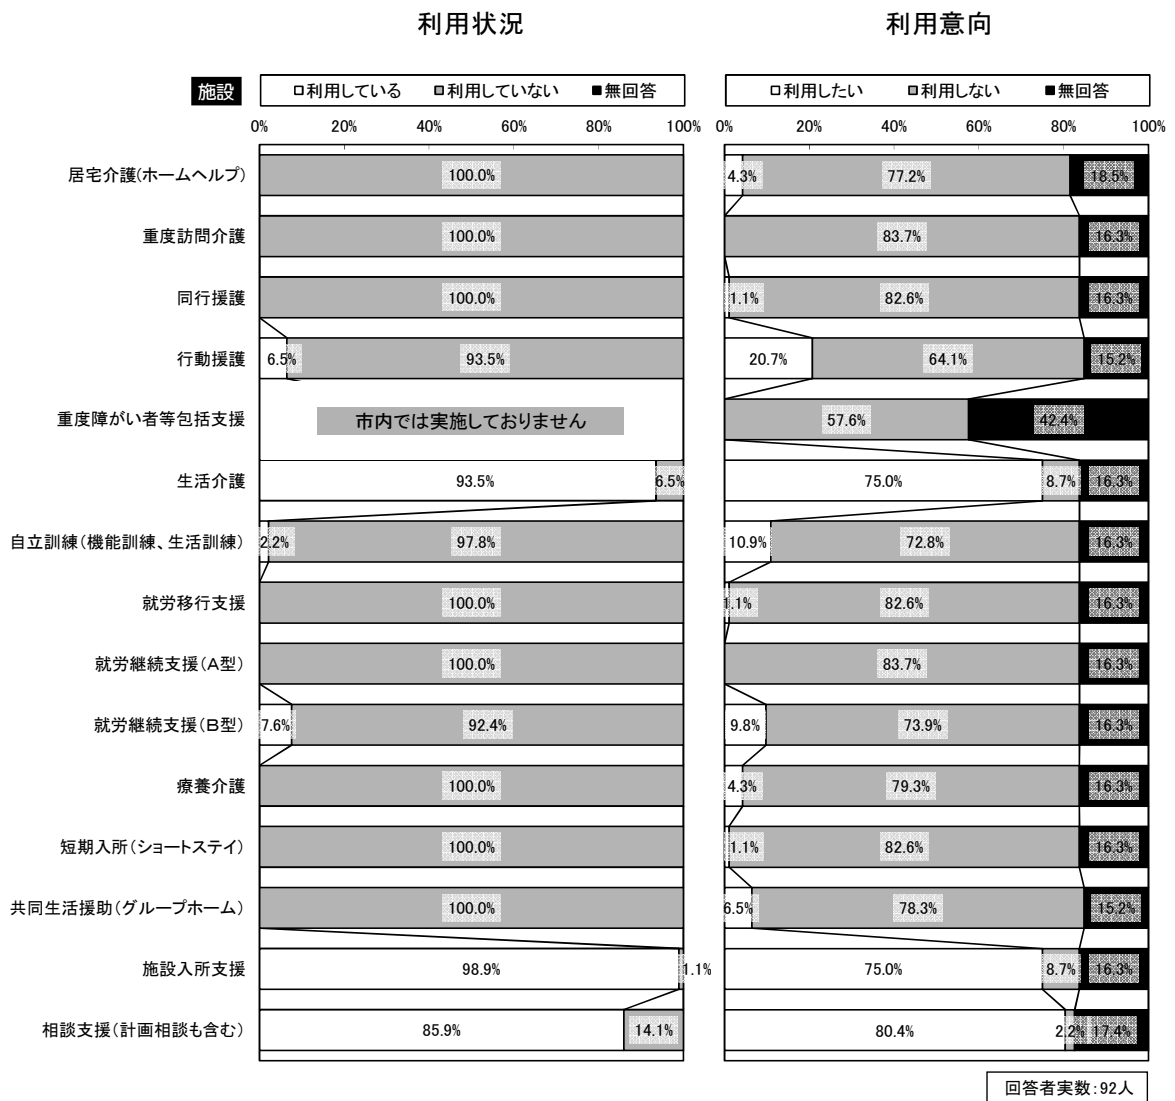 利用状況 利用意向
施設 □利用している ■利用していない ■無回答 □利用したい ■利用しない ■無回答
0% 20% 40% 60% 80% 100% 0% 20% 40% 60% 80% 100%
居宅介護(ホームヘルプ) 100.0% 4.3% 77.2% 18.5%
重度訪問介護 100.0% 83.7% 16.3%
同行援護 100.0% 1.1% 82.6% 16.3%
行動援護 6.5% 93.5% 20.7% 64.1% 15.2%
重度障がい者等包括支援 市内では実施しておりません 57.6% 42.4%
生活介護 93.5% 6.5% 75.0% 8.7% 16.3%
自立訓練(機能訓練、生活訓練) 2.2% 97.8% 10.9% 72.8% 16.3%
就労移行支援 100.0% 1.1% 82.6% 16.3%
就労継続支援(A型) 100.0% 83.7% 16.3%
就労継続支援(B型) 7.6% 92.4% 9.8% 73.9% 16.3%
療養介護 100.0% 4.3% 79.3% 16.3%
短期入所(ショートステイ) 100.0% 1.1% 82.6% 16.3%
共同生活援助(グループホーム) 100.0% 6.5% 78.3% 15.2%
施設入所支援 98.9% 1.1% 75.0% 8.7% 16.3%
相談支援(計画相談も含む) 85.9% 14.1% 80.4% 2.2% 17.4%
回答者実数:92人